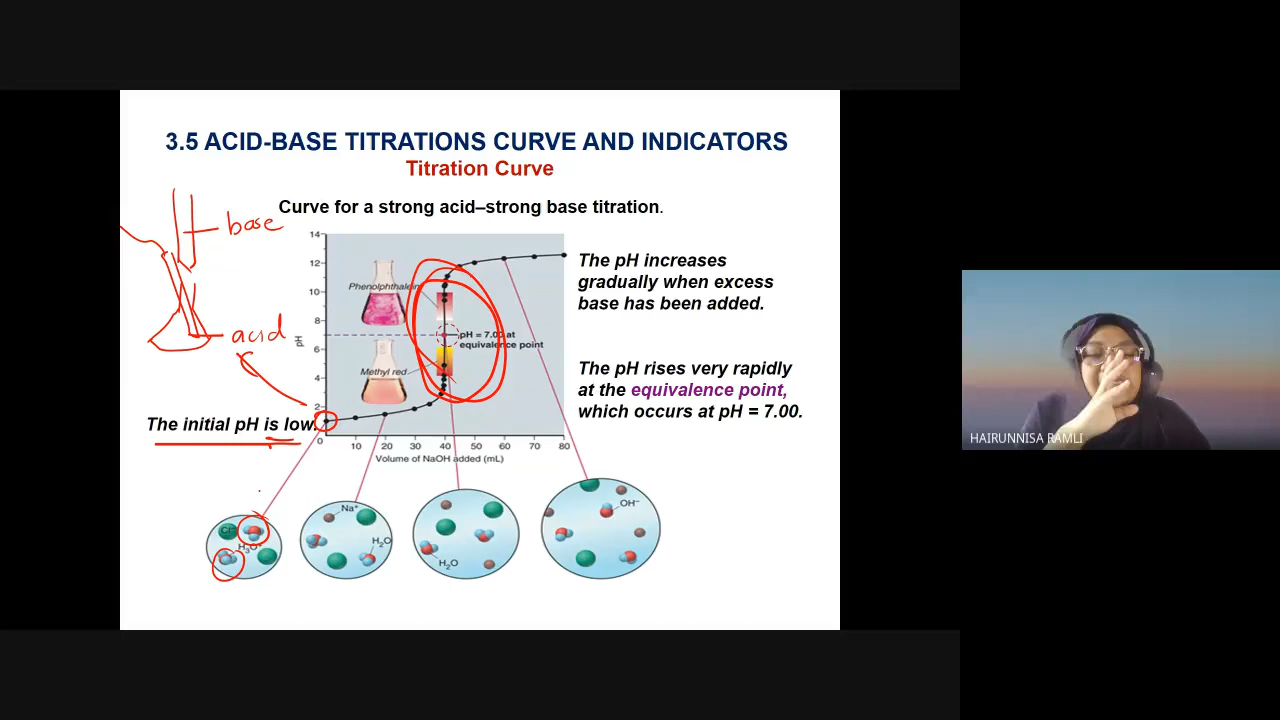 3.5 ACID-BASE TITRATIONS CURVE AND INDICATORS
Titration Curve
Curve for a strong acid–strong base titration.
base
acid
The initial pH is low.
14
12
10
8
6
4
2
0
pH
Phenolphthalein
Methyl red
pH = 7.00 at
equivalence point
10 20 30 40 50 60 70 80
Volume of NaOH added (mL)
The pH increases
gradually when excess
base has been added.
The pH rises very rapidly
at the equivalence point,
which occurs at pH = 7.00.
Cl⁻
H₃O⁺
Na⁺
H₂O
H₂O
OH⁻
HAIRUNNISA RAMLI